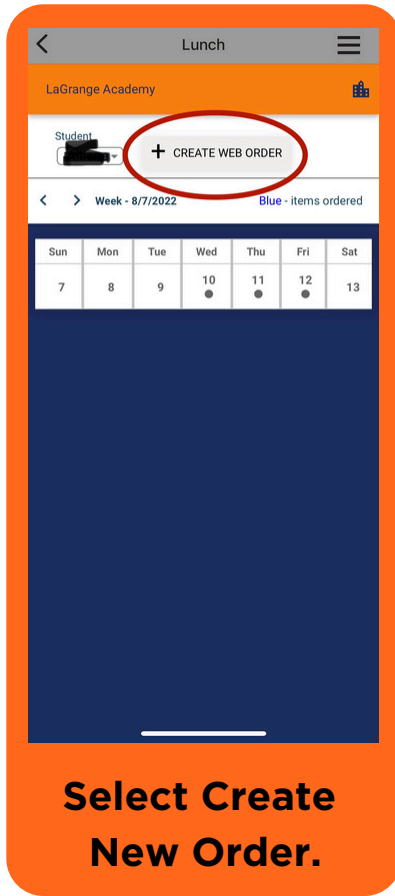 Lunch
LaGrange Academy
Student
+ CREATE WEB ORDER
< > Week - 8/7/2022 Blue - items ordered
Sun Mon Tue Wed Thu Fri Sat
7 8 9 10 11 12 13
Select Create
New Order.